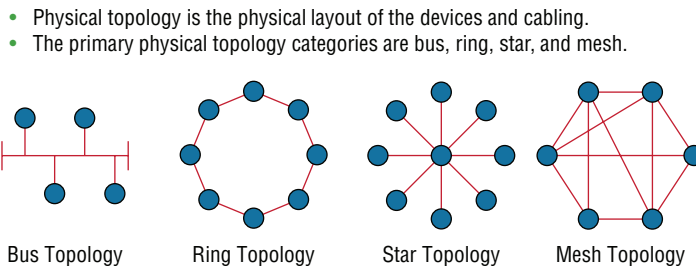 • Physical topology is the physical layout of the devices and cabling.
• The primary physical topology categories are bus, ring, star, and mesh.
Bus Topology Ring Topology Star Topology Mesh Topology